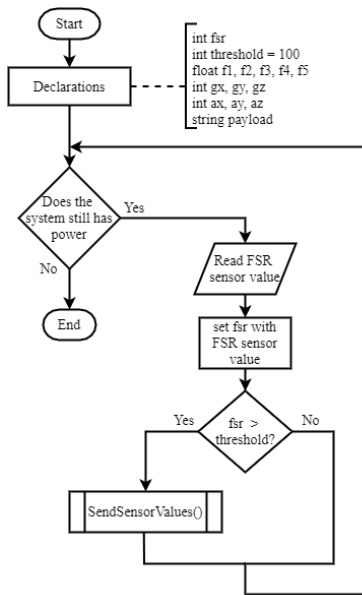 Start
Declarations
int fsr
int threshold = 100
float f1, f2, f3, f4, f5
int gx, gy, gz
int ax, ay, az
string payload
Does the
system still has
power
Yes
No
End
Read FSR
sensor value
set fsr with
FSR sensor
value
fsr >
threshold?
Yes
No
SendSensorValues()